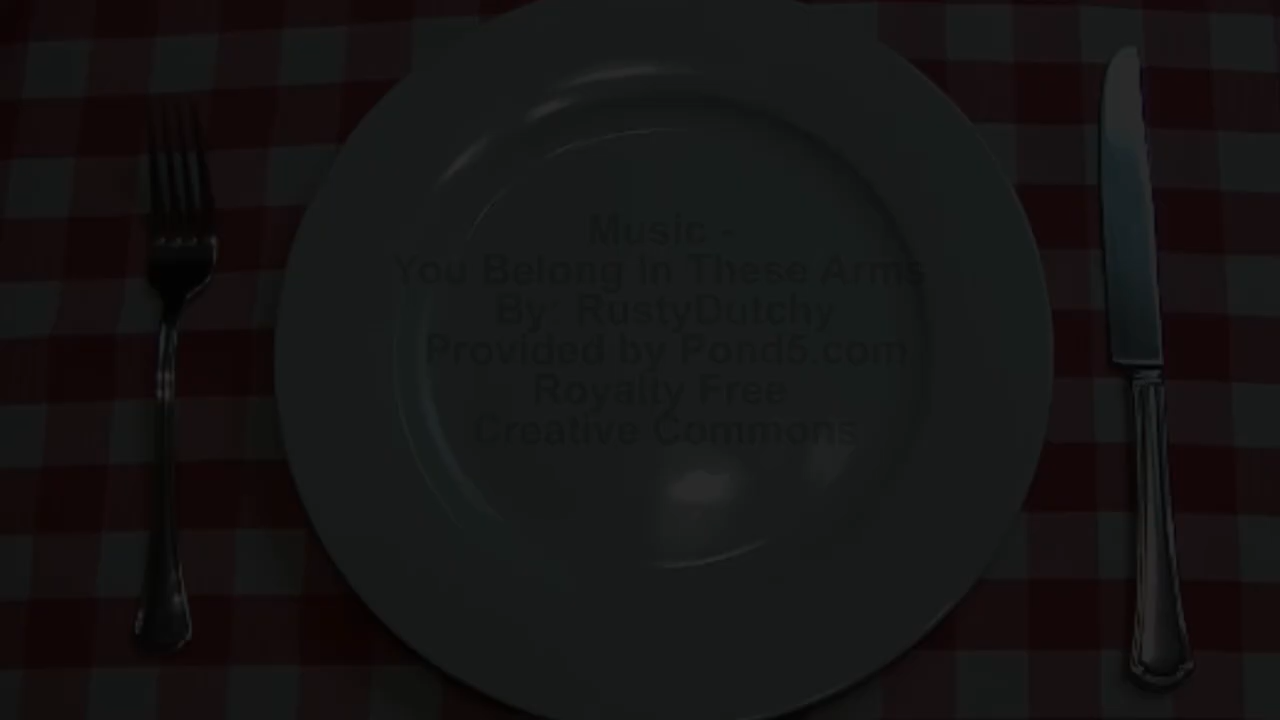 Music -
You Belong In These Arms
By: RustyDutchy
Provided by Pond5.com
Royalty Free
Creative Commons